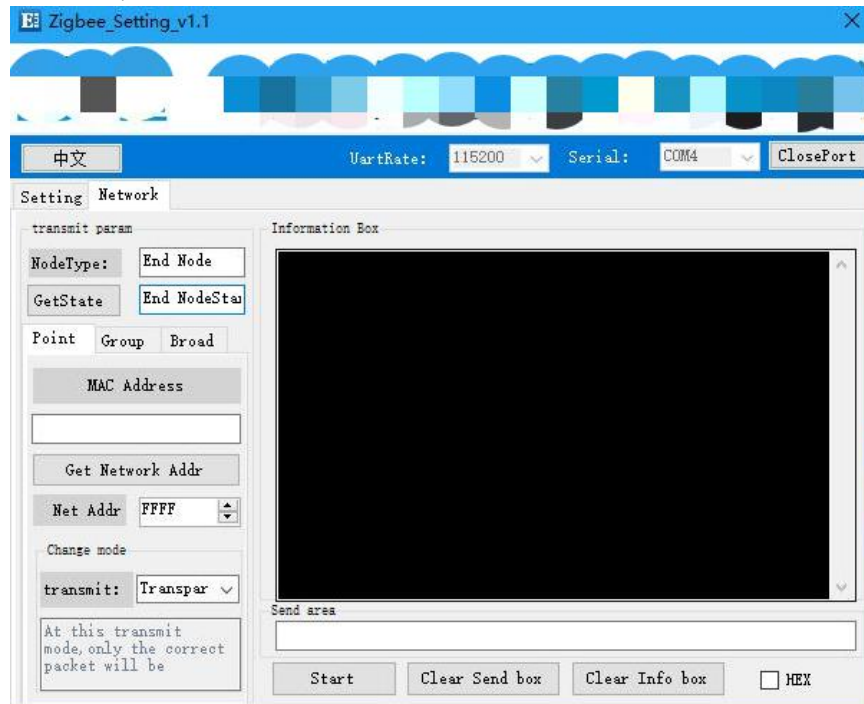 Zigbee_Setting_v1.1
中文
UartRate: 115200 Serial: COM4 ClosePort
Setting Network
transmit param
NodeType: End Node
GetState End NodeStar
Point Group Broad
MAC Address
Get Network Addr
Net Addr FFFF
Change mode
transmit: Transpar
At this transmit
mode,only the correct
packet will be
Information Box
Send area
Start Clear Send box Clear Info box HEX